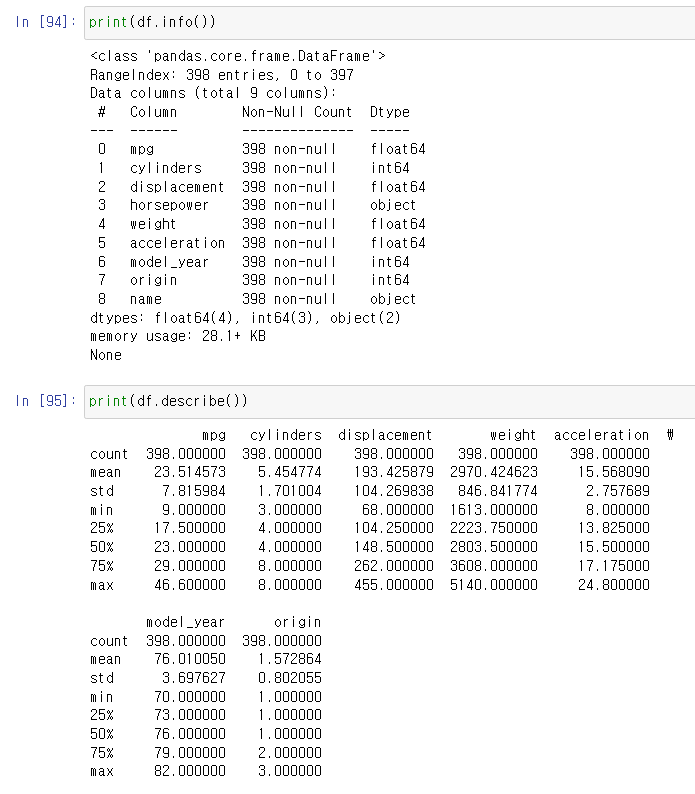 In [94]: print(df.info())
<class 'pandas.core.frame.DataFrame'>
RangeIndex: 398 entries, 0 to 397
Data columns (total 9 columns):
 #   Column        Non-Null Count  Dtype
---  ------        --------------  -----
 0   mpg           398 non-null    float64
 1   cylinders     398 non-null    int64
 2   displacement  398 non-null    float64
 3   horsepower    398 non-null    object
 4   weight        398 non-null    float64
 5   acceleration  398 non-null    float64
 6   model_year    398 non-null    int64
 7   origin        398 non-null    int64
 8   name          398 non-null    object
dtypes: float64(4), int64(3), object(2)
memory usage: 28.1+ KB
None
In [95]: print(df.describe())
              mpg   cylinders  displacement       weight  acceleration  ₩
count  398.000000  398.000000    398.000000   398.000000    398.000000
mean    23.514573    5.454774    193.425879  2970.424623     15.568090
std      7.815984    1.701004    104.269838   846.841774      2.757689
min      9.000000    3.000000     68.000000  1613.000000      8.000000
25%     17.500000    4.000000    104.250000  2223.750000     13.825000
50%     23.000000    4.000000    148.500000  2803.500000     15.500000
75%     29.000000    8.000000    262.000000  3608.000000     17.175000
max     46.600000    8.000000    455.000000  5140.000000     24.800000
       model_year      origin
count  398.000000  398.000000
mean    76.010050    1.572864
std      3.697627    0.802055
min     70.000000    1.000000
25%     73.000000    1.000000
50%     76.000000    1.000000
75%     79.000000    2.000000
max     82.000000    3.000000